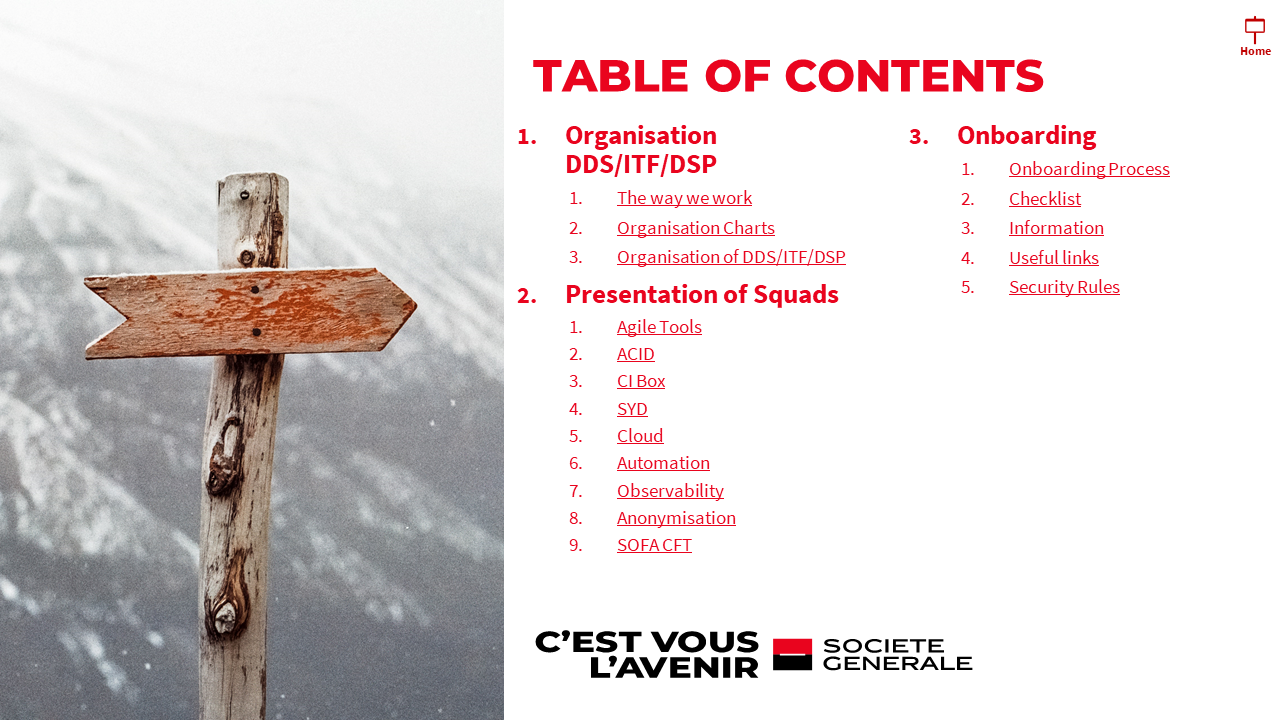 Home
TABLE OF CONTENTS
1. Organisation
DDS/ITF/DSP
1. The way we work
2. Organisation Charts
3. Organisation of DDS/ITF/DSP
2. Presentation of Squads
1. Agile Tools
2. ACID
3. CI Box
4. SYD
5. Cloud
6. Automation
7. Observability
8. Anonymisation
9. SOFA CFT
3. Onboarding
1. Onboarding Process
2. Checklist
3. Information
4. Useful links
5. Security Rules
C'EST VOUS
L'AVENIR
SOCIETE
GENERALE